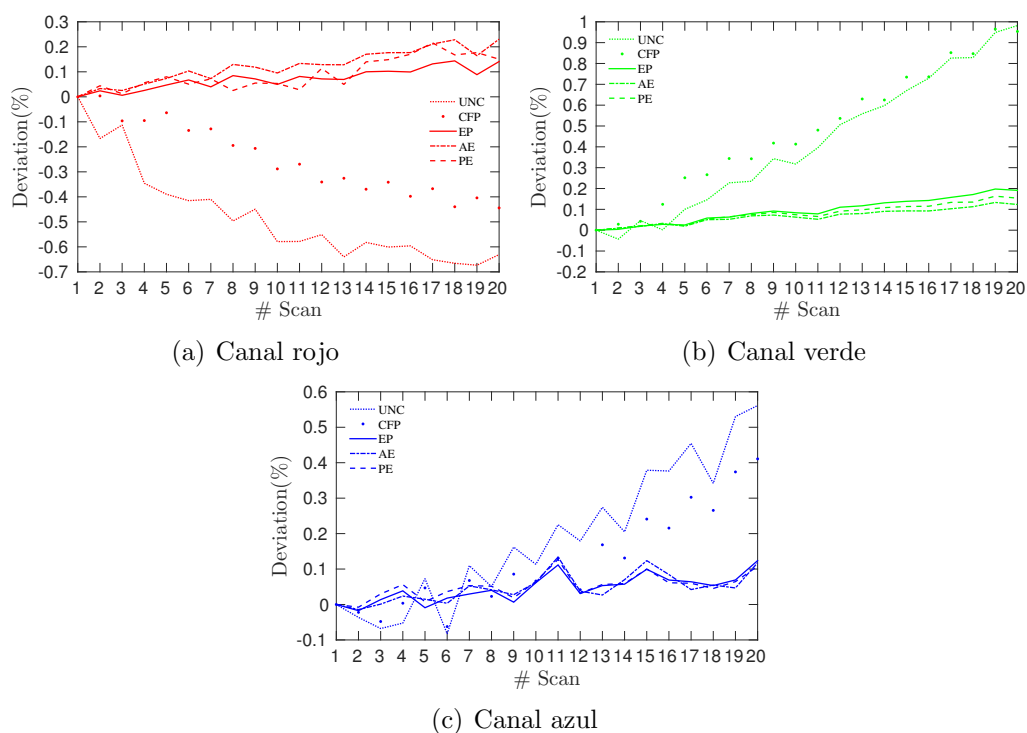 0.3
0.2
0.1
0
-0.1
-0.2
-0.3
-0.4
-0.5
-0.6
-0.7
Deviation(%)
UNC
CFP
EP
AE
PE
1 2 3 4 5 6 7 8 9 10 11 12 13 14 15 16 17 18 19 20
# Scan
(a) Canal rojo
1
0.9
0.8
0.7
0.6
0.5
0.4
0.3
0.2
0.1
0
-0.1
-0.2
Deviation(%)
UNC
CFP
EP
AE
PE
1 2 3 4 5 6 7 8 9 10 11 12 13 14 15 16 17 18 19 20
# Scan
(b) Canal verde
0.6
0.5
0.4
0.3
0.2
0.1
0
-0.1
Deviation(%)
UNC
CFP
EP
AE
PE
1 2 3 4 5 6 7 8 9 10 11 12 13 14 15 16 17 18 19 20
# Scan
(c) Canal azul